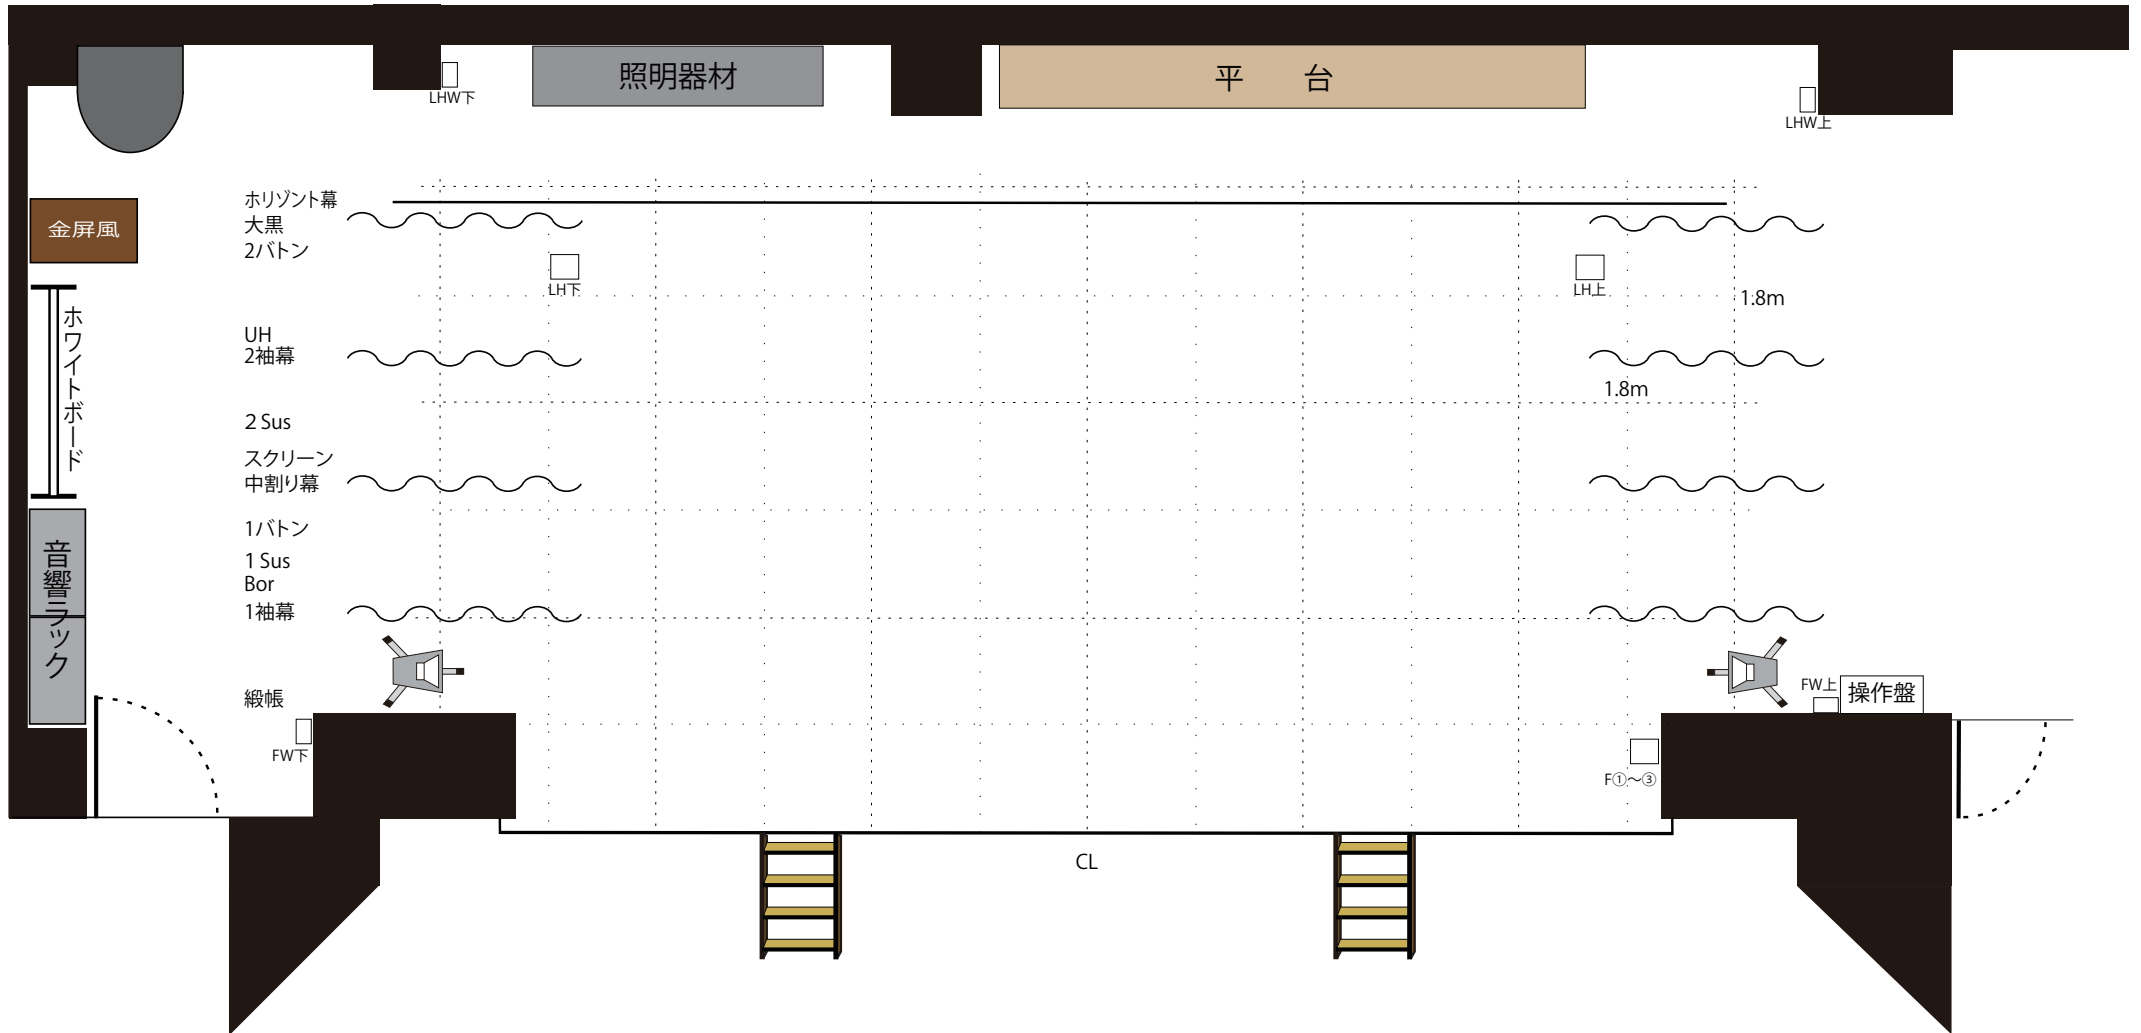 照明器材
平 台
LHW下
LHW上
ホリゾント幕
大黒
2バトン
金屏風
LH下
LH上
1.8m
ホワイトボード
UH
2袖幕
1.8m
2 Sus
スクリーン
中割り幕
1バトン
音響ラック
1 Sus
Bor
1袖幕
緞帳
FW上
操作盤
FW下
F①～③
CL